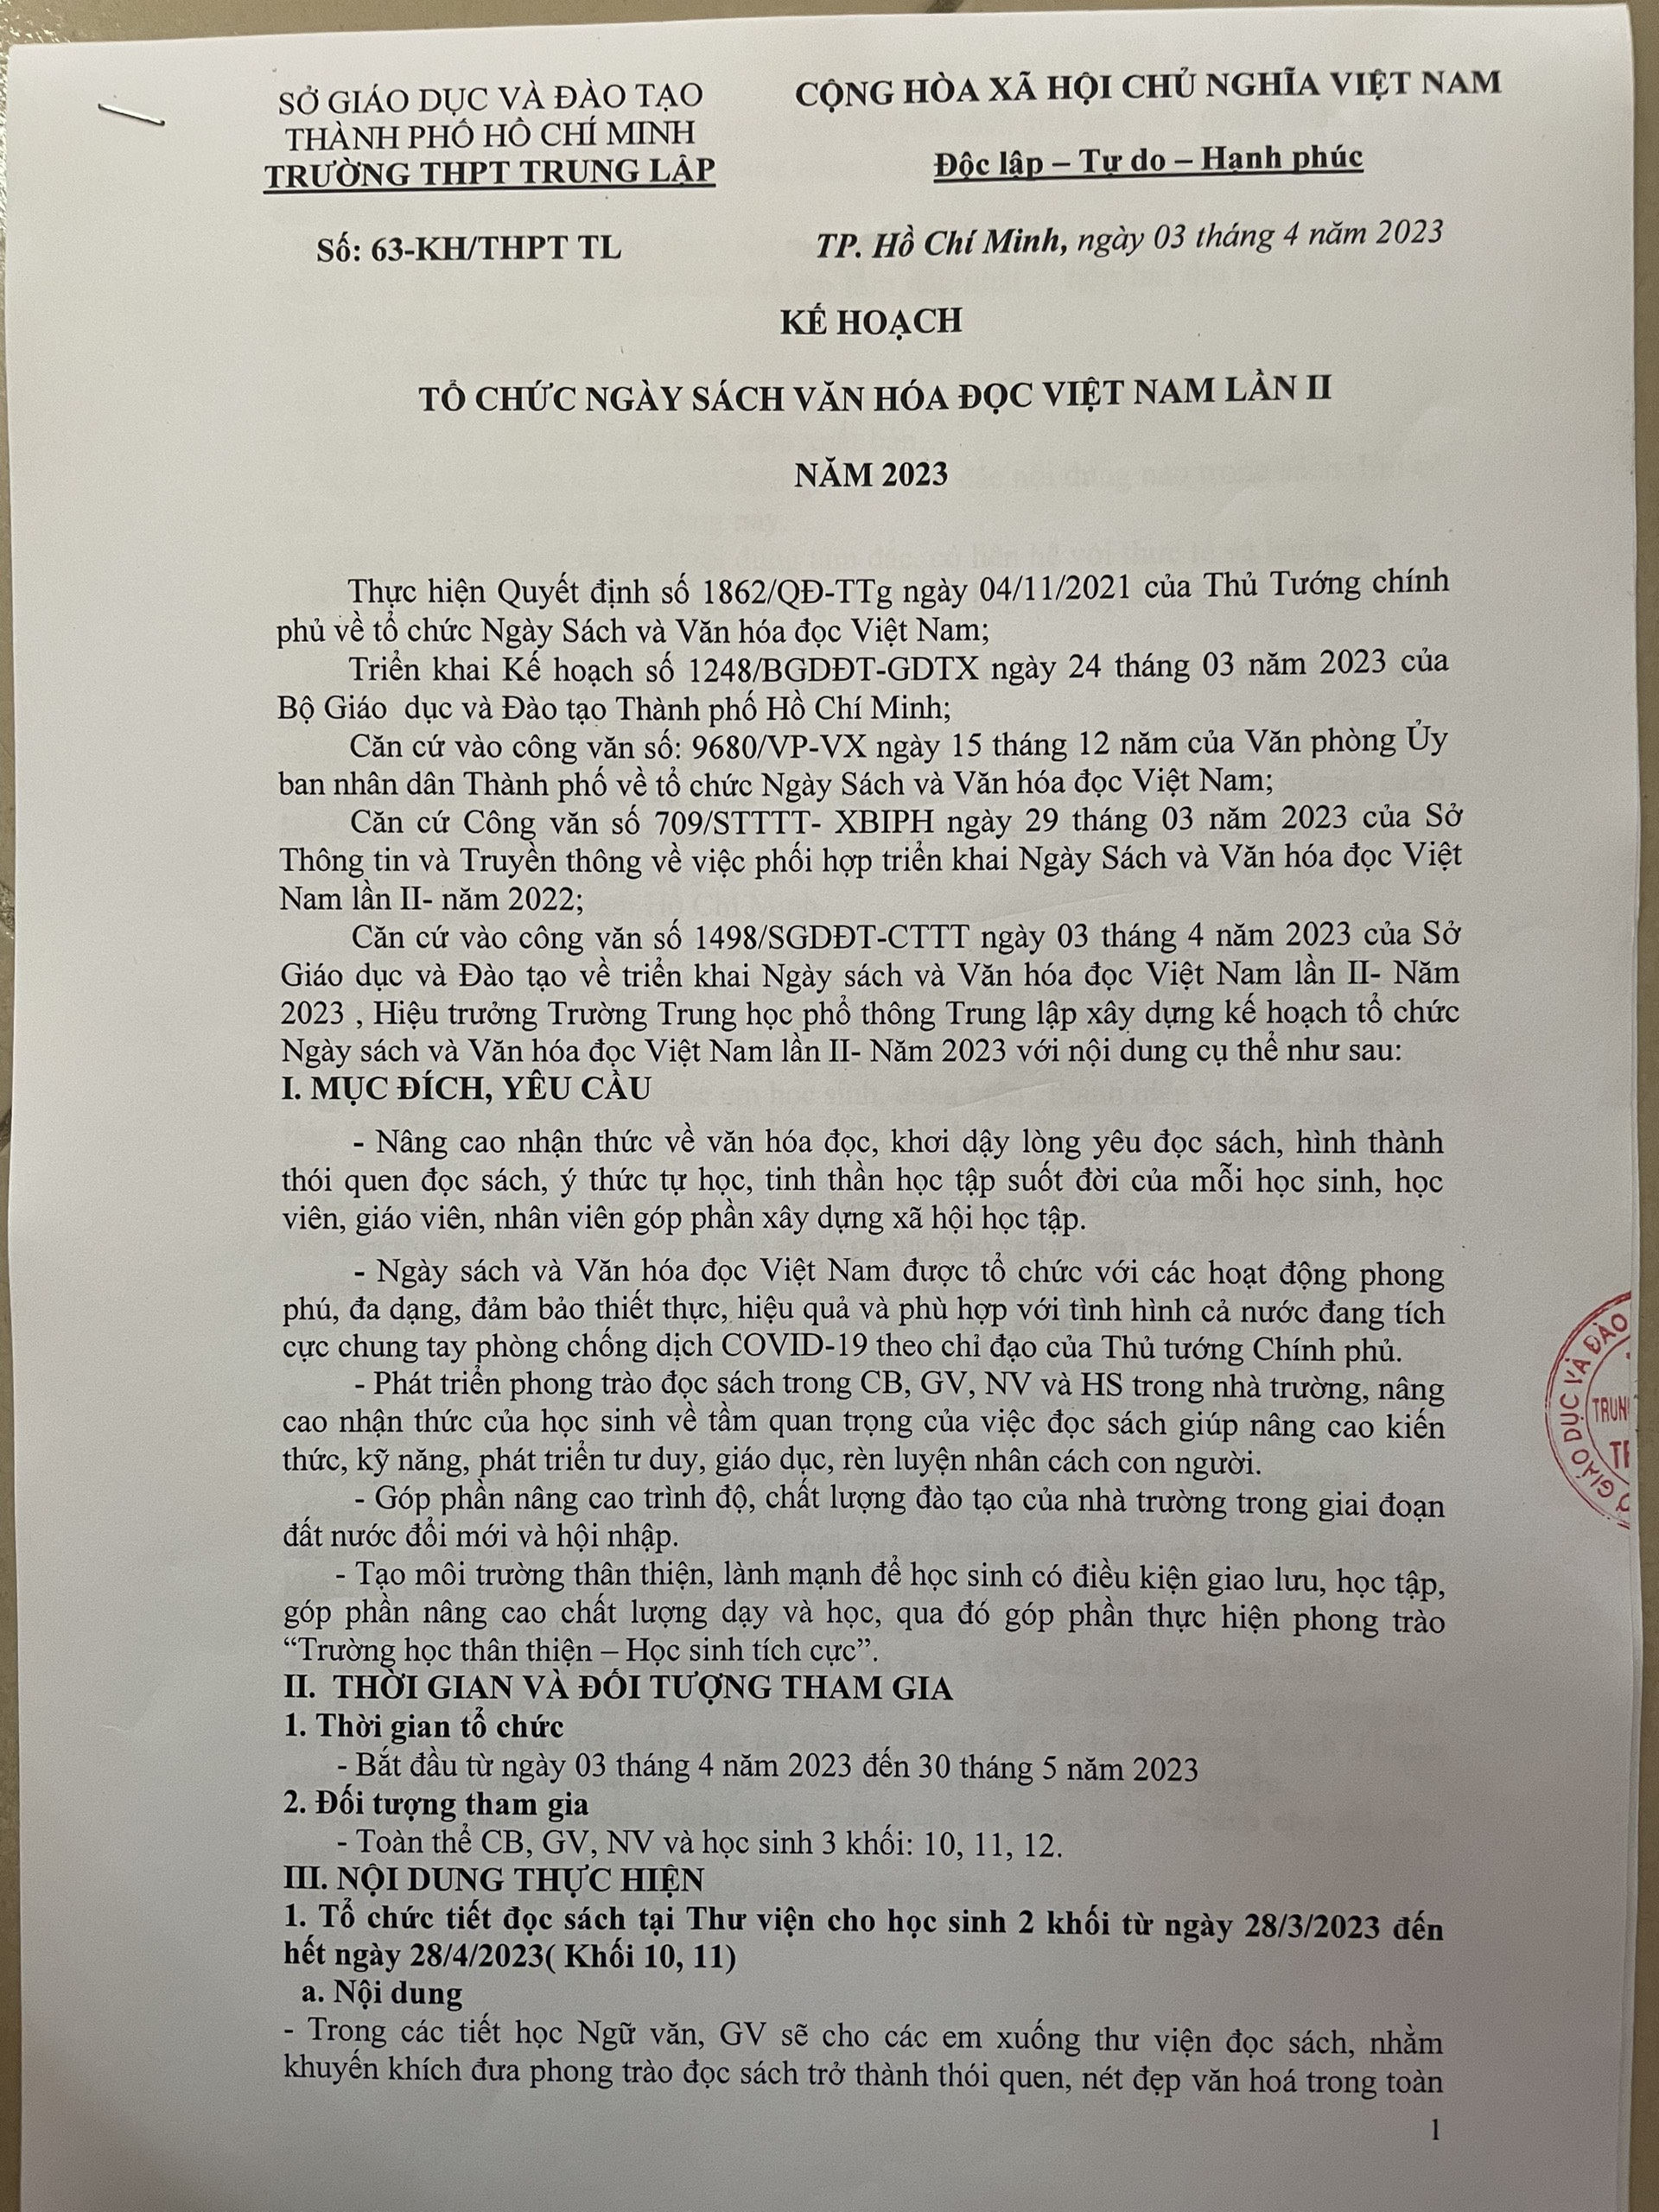 SỞ GIÁO DỤC VÀ ĐÀO TẠO
THÀNH PHỐ HỒ CHÍ MINH
TRƯỜNG THPT TRUNG LẬP
Số: 63-KH/THPT TL
CỘNG HÒA XÃ HỘI CHỦ NGHĨA VIỆT NAM
Độc lập – Tự do – Hạnh phúc
TP. Hồ Chí Minh, ngày 03 tháng 4 năm 2023
KẾ HOẠCH
TỔ CHỨC NGÀY SÁCH VĂN HÓA ĐỌC VIỆT NAM LẦN II
NĂM 2023
Thực hiện Quyết định số 1862/QĐ-TTg ngày 04/11/2021 của Thủ Tướng chính
phủ về tổ chức Ngày Sách và Văn hóa đọc Việt Nam;
Triển khai Kế hoạch số 1248/BGDĐT-GDTX ngày 24 tháng 03 năm 2023 của
Bộ Giáo dục và Đào tạo Thành phố Hồ Chí Minh;
Căn cứ vào công văn số: 9680/VP-VX ngày 15 tháng 12 năm của Văn phòng Ủy
ban nhân dân Thành phố về tổ chức Ngày Sách và Văn hóa đọc Việt Nam;
Căn cứ Công văn số 709/STTTT- XBIPH ngày 29 tháng 03 năm 2023 của Sở
Thông tin và Truyền thông về việc phối hợp triển khai Ngày Sách và Văn hóa đọc Việt
Nam lần II- năm 2022;
Căn cứ vào công văn số 1498/SGDĐT-CTTT ngày 03 tháng 4 năm 2023 của Sở
Giáo dục và Đào tạo về triển khai Ngày sách và Văn hóa đọc Việt Nam lần II- Năm
2023 , Hiệu trưởng Trường Trung học phổ thông Trung lập xây dựng kế hoạch tổ chức
Ngày sách và Văn hóa đọc Việt Nam lần II- Năm 2023 với nội dung cụ thể như sau:
I. MỤC ĐÍCH, YÊU CẦU
- Nâng cao nhận thức về văn hóa đọc, khơi dậy lòng yêu đọc sách, hình thành
thói quen đọc sách, ý thức tự học, tinh thần học tập suốt đời của mỗi học sinh, học
viên, giáo viên, nhân viên góp phần xây dựng xã hội học tập.
- Ngày sách và Văn hóa đọc Việt Nam được tổ chức với các hoạt động phong
phú, đa dạng, đảm bảo thiết thực, hiệu quả và phù hợp với tình hình cả nước đang tích
cực chung tay phòng chống dịch COVID-19 theo chỉ đạo của Thủ tướng Chính phủ.
- Phát triển phong trào đọc sách trong CB, GV, NV và HS trong nhà trường, nâng
cao nhận thức của học sinh về tầm quan trọng của việc đọc sách giúp nâng cao kiến
thức, kỹ năng, phát triển tư duy, giáo dục, rèn luyện nhân cách con người.
- Góp phần nâng cao trình độ, chất lượng đào tạo của nhà trường trong giai đoạn
đất nước đổi mới và hội nhập.
- Tạo môi trường thân thiện, lành mạnh để học sinh có điều kiện giao lưu, học tập,
góp phần nâng cao chất lượng dạy và học, qua đó góp phần thực hiện phong trào
“Trường học thân thiện – Học sinh tích cực”.
II. THỜI GIAN VÀ ĐỐI TƯỢNG THAM GIA
1. Thời gian tổ chức
- Bắt đầu từ ngày 03 tháng 4 năm 2023 đến 30 tháng 5 năm 2023
2. Đối tượng tham gia
- Toàn thể CB, GV, NV và học sinh 3 khối: 10, 11, 12.
III. NỘI DUNG THỰC HIỆN
1. Tổ chức tiết đọc sách tại Thư viện cho học sinh 2 khối từ ngày 28/3/2023 đến
hết ngày 28/4/2023( Khối 10, 11)
a. Nội dung
- Trong các tiết học Ngữ văn, GV sẽ cho các em xuống thư viện đọc sách, nhằm
khuyến khích đưa phong trào đọc sách trở thành thói quen, nét đẹp văn hoá trong toàn
1
GIÁO DỤC VÀ ĐÀO